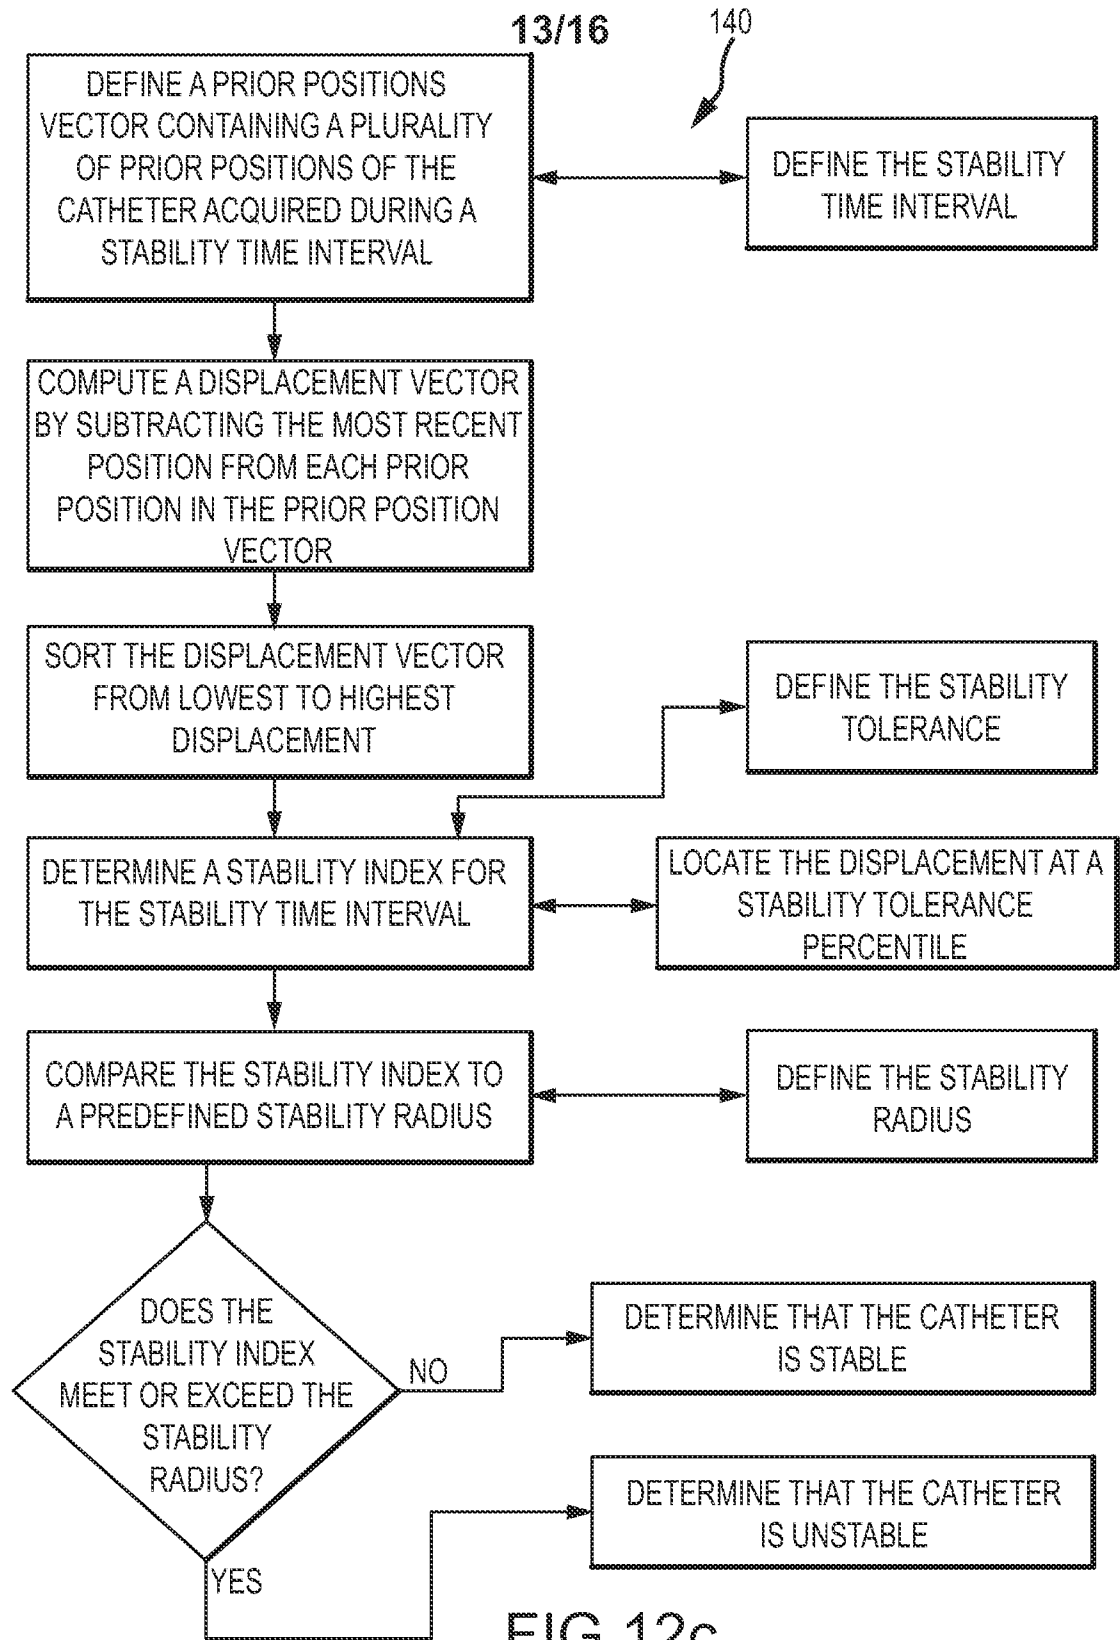 13/16
140
DEFINE A PRIOR POSITIONS
VECTOR CONTAINING A PLURALITY
OF PRIOR POSITIONS OF THE
CATHETER ACQUIRED DURING A
STABILITY TIME INTERVAL
DEFINE THE STABILITY
TIME INTERVAL
COMPUTE A DISPLACEMENT VECTOR
BY SUBTRACTING THE MOST RECENT
POSITION FROM EACH PRIOR
POSITION IN THE PRIOR POSITION
VECTOR
SORT THE DISPLACEMENT VECTOR
FROM LOWEST TO HIGHEST
DISPLACEMENT
DEFINE THE STABILITY
TOLERANCE
DETERMINE A STABILITY INDEX FOR
THE STABILITY TIME INTERVAL
LOCATE THE DISPLACEMENT AT A
STABILITY TOLERANCE
PERCENTILE
COMPARE THE STABILITY INDEX TO
A PREDEFINED STABILITY RADIUS
DEFINE THE STABILITY
RADIUS
DOES THE
STABILITY INDEX
MEET OR EXCEED THE
STABILITY
RADIUS?
NO
DETERMINE THAT THE CATHETER
IS STABLE
YES
DETERMINE THAT THE CATHETER
IS UNSTABLE
FIG.12c